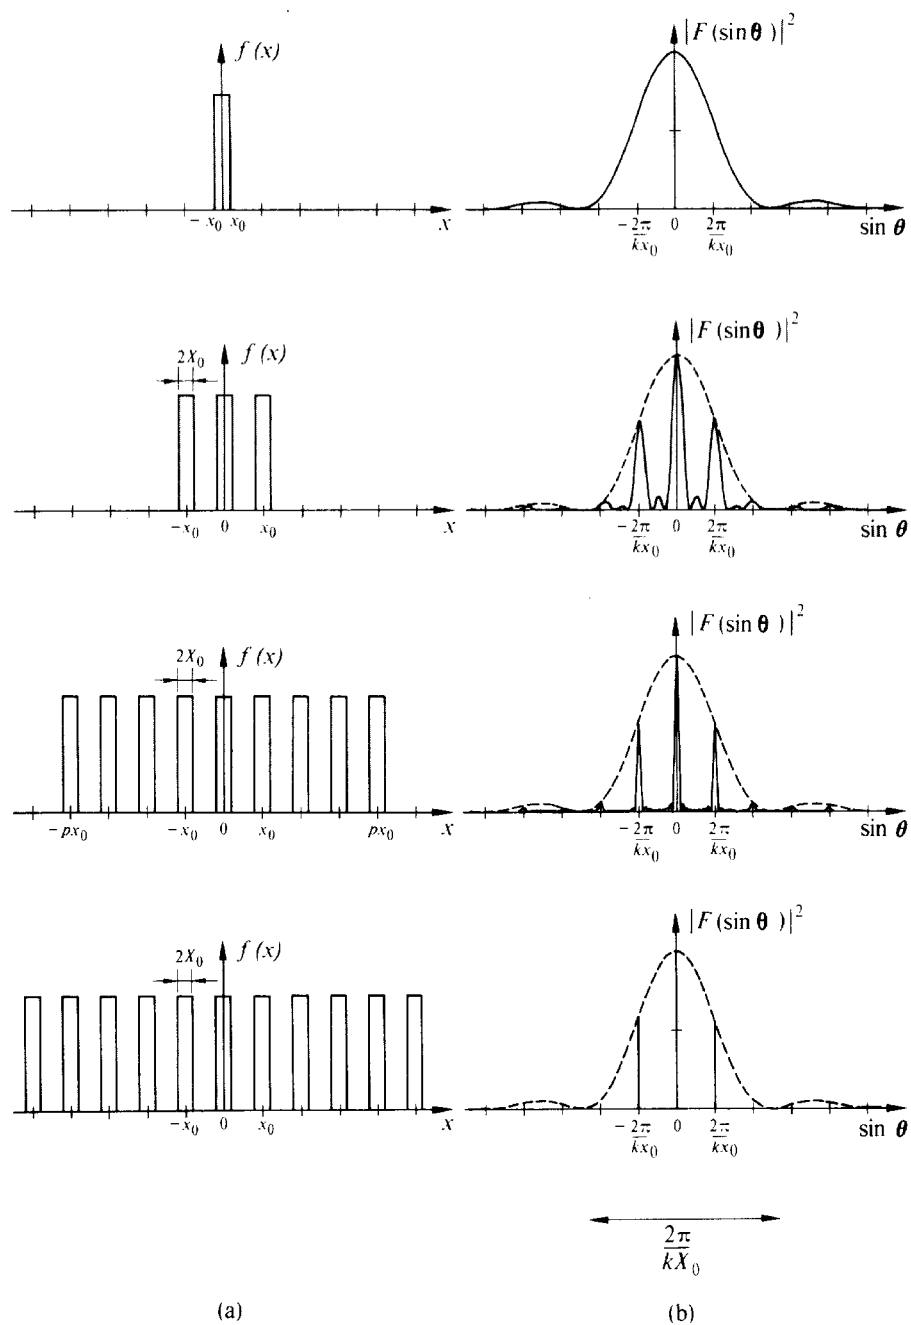 f(x)
|F(sin θ )|²
− x₀ x₀ x
− 2π/kx₀ 0 2π/kx₀ sin θ
2X₀ f(x)
|F(sin θ )|²
−x₀ 0 x₀ x
− 2π/kx₀ 0 2π/kx₀ sin θ
2X₀ f(x)
|F(sin θ )|²
−px₀ −x₀ 0 x₀ px₀ x
− 2π/kx₀ 0 2π/kx₀ sin θ
2X₀ f(x)
|F(sin θ )|²
−x₀ 0 x₀ x
− 2π/kx₀ 0 2π/kx₀ sin θ
2π/kX₀
(a) (b)